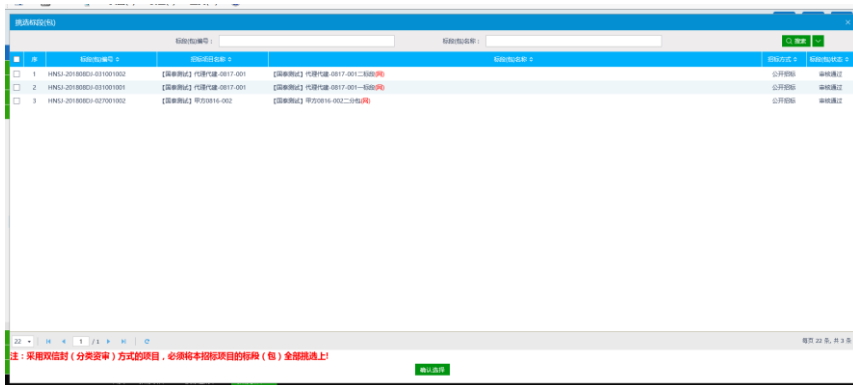 挑选标段(包)
标段(包)编号： 标段(包)名称： 搜索
序 标段(包)编号 招标项目名称 标段(包)名称 招标方式 标段(包)状态
1 HNSJ-201808DJ-031001002 【国泰测试】代理代建-0817-001 【国泰测试】代理代建-0817-001二标段(网) 公开招标 审核通过
2 HNSJ-201808DJ-031001001 【国泰测试】代理代建-0817-001 【国泰测试】代理代建-0817-001一标段(网) 公开招标 审核通过
3 HNSJ-201808DJ-027001002 【国泰测试】甲方0816-002 【国泰测试】甲方0816-002二分包(网) 公开招标 审核通过
22 1 / 1 每页 22 条, 共 3 条
注：采用双信封（分类资审）方式的项目，必须将本招标项目的标段（包）全部挑选上!
确认选择